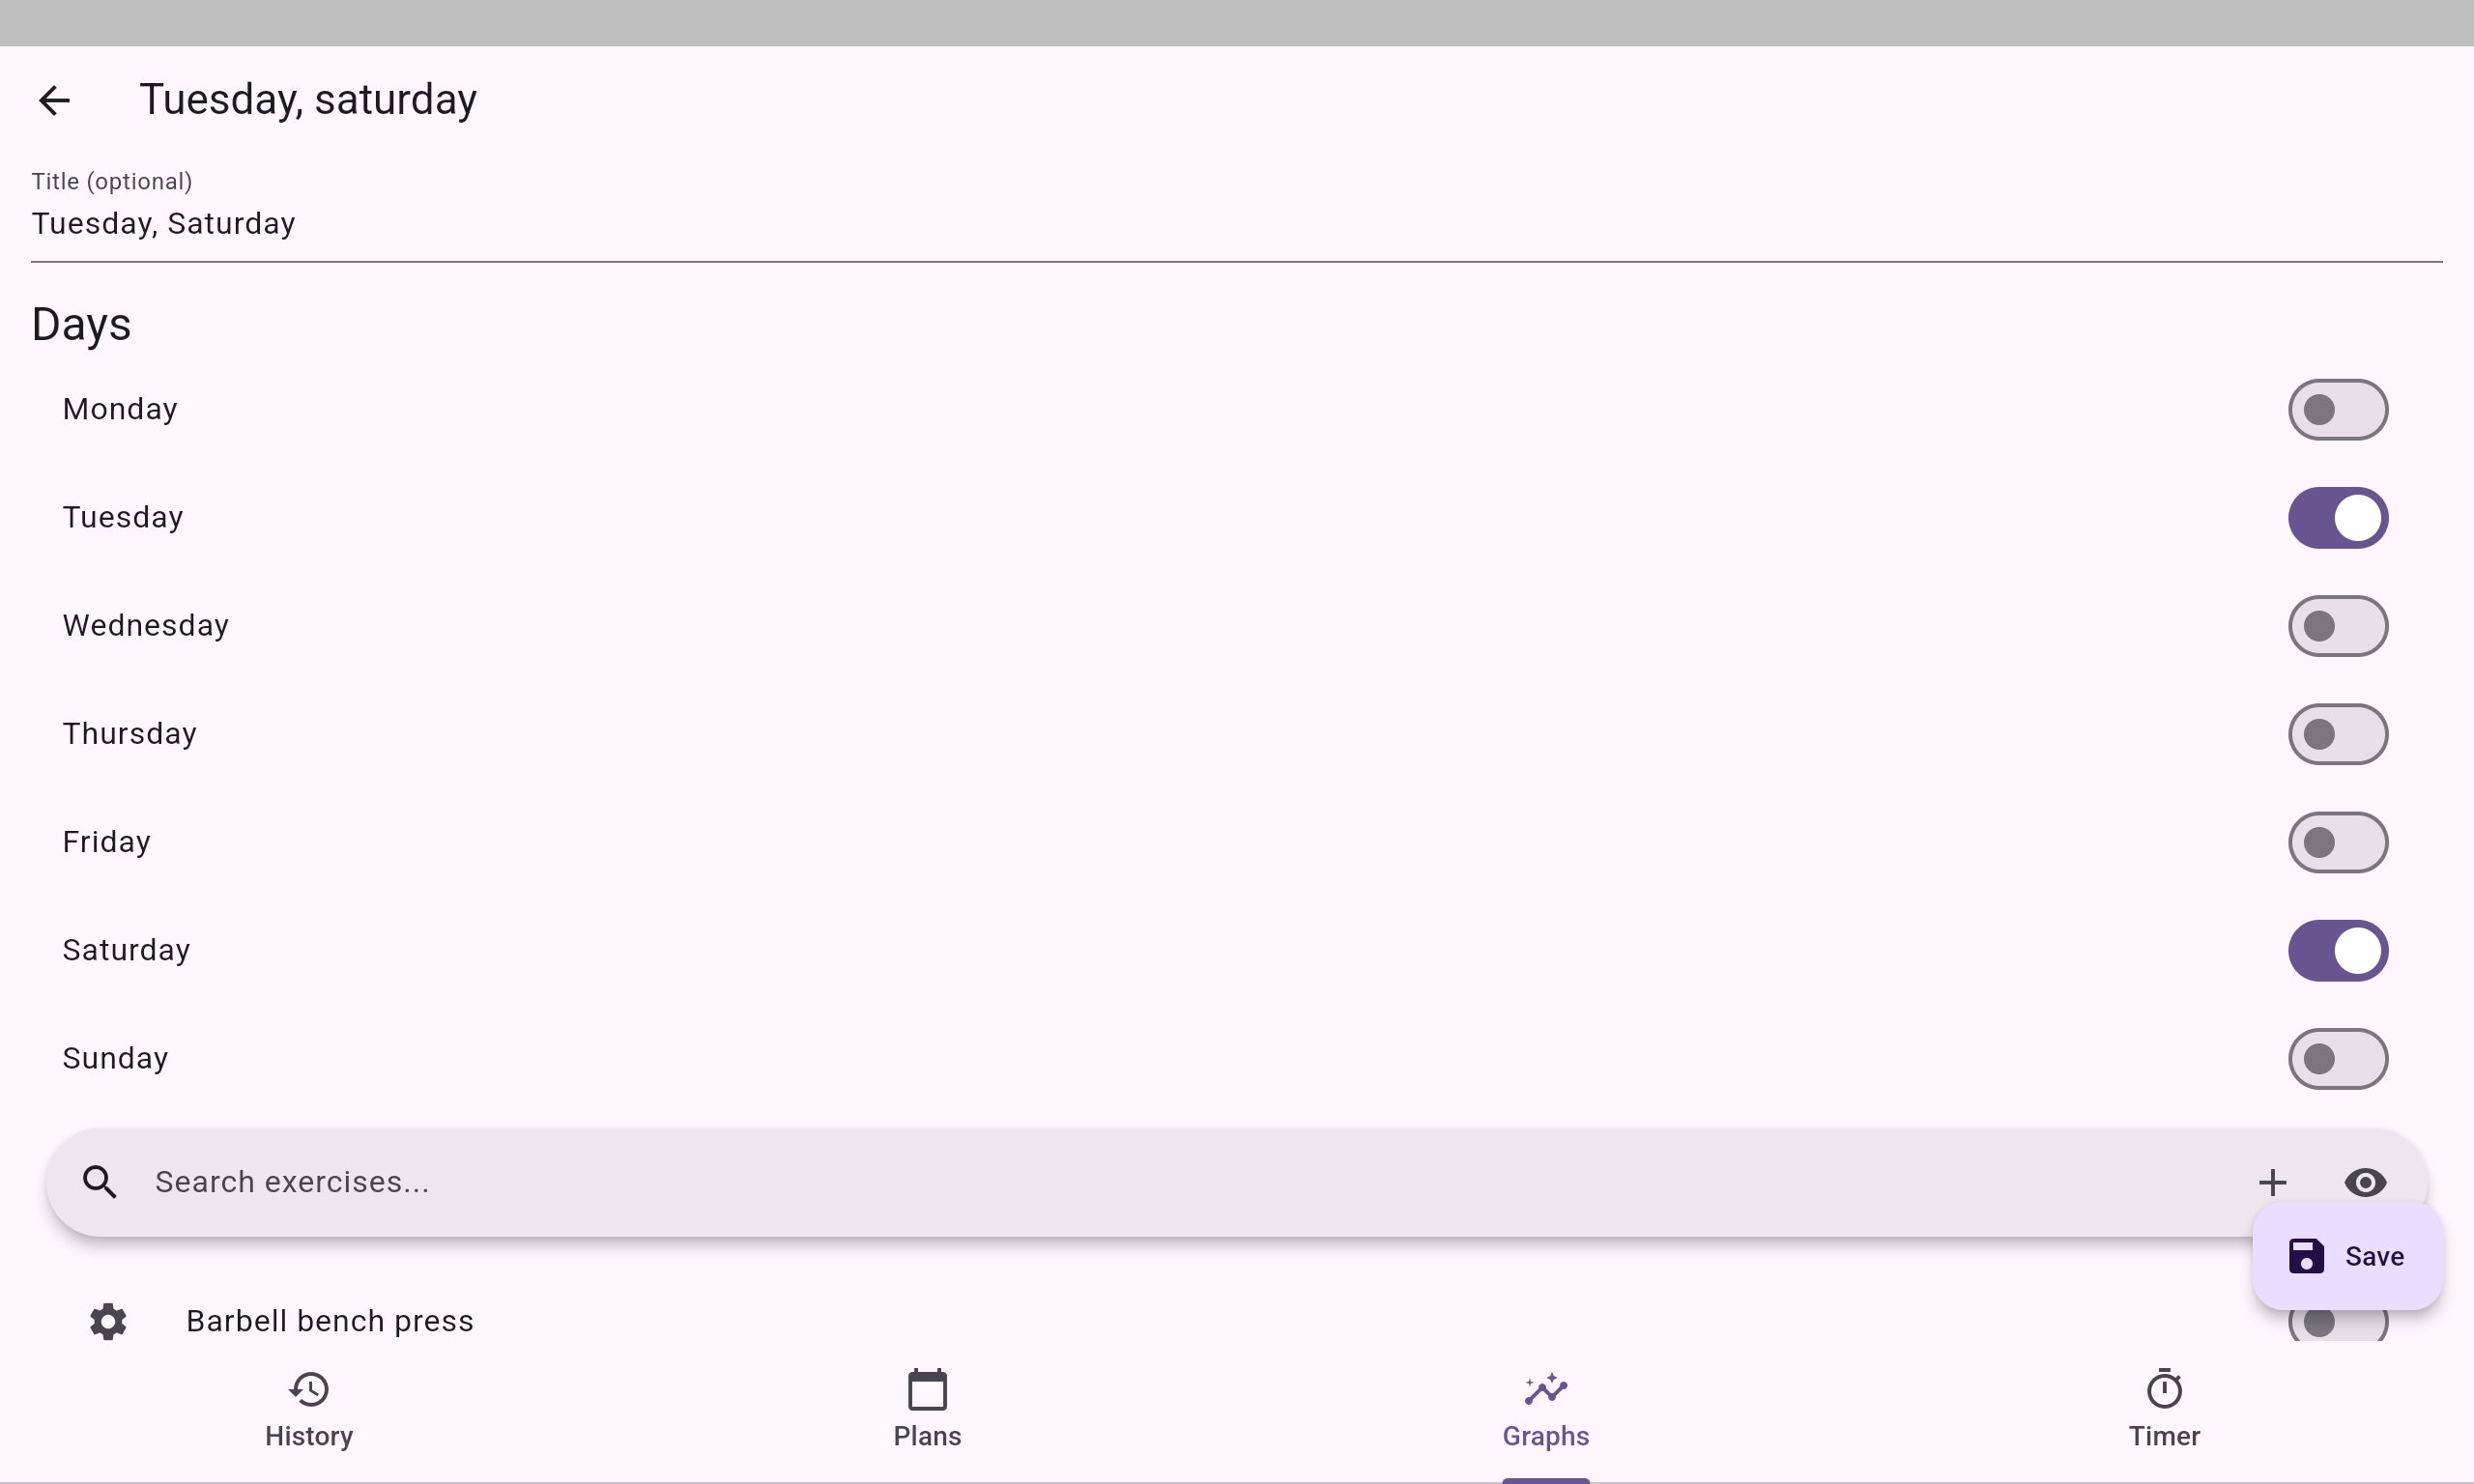 Tuesday, saturday
Title (optional)
Tuesday, Saturday
Days
Monday
Tuesday
Wednesday
Thursday
Friday
Saturday
Sunday
Search exercises...
Save
Barbell bench press
History
Plans
Graphs
Timer